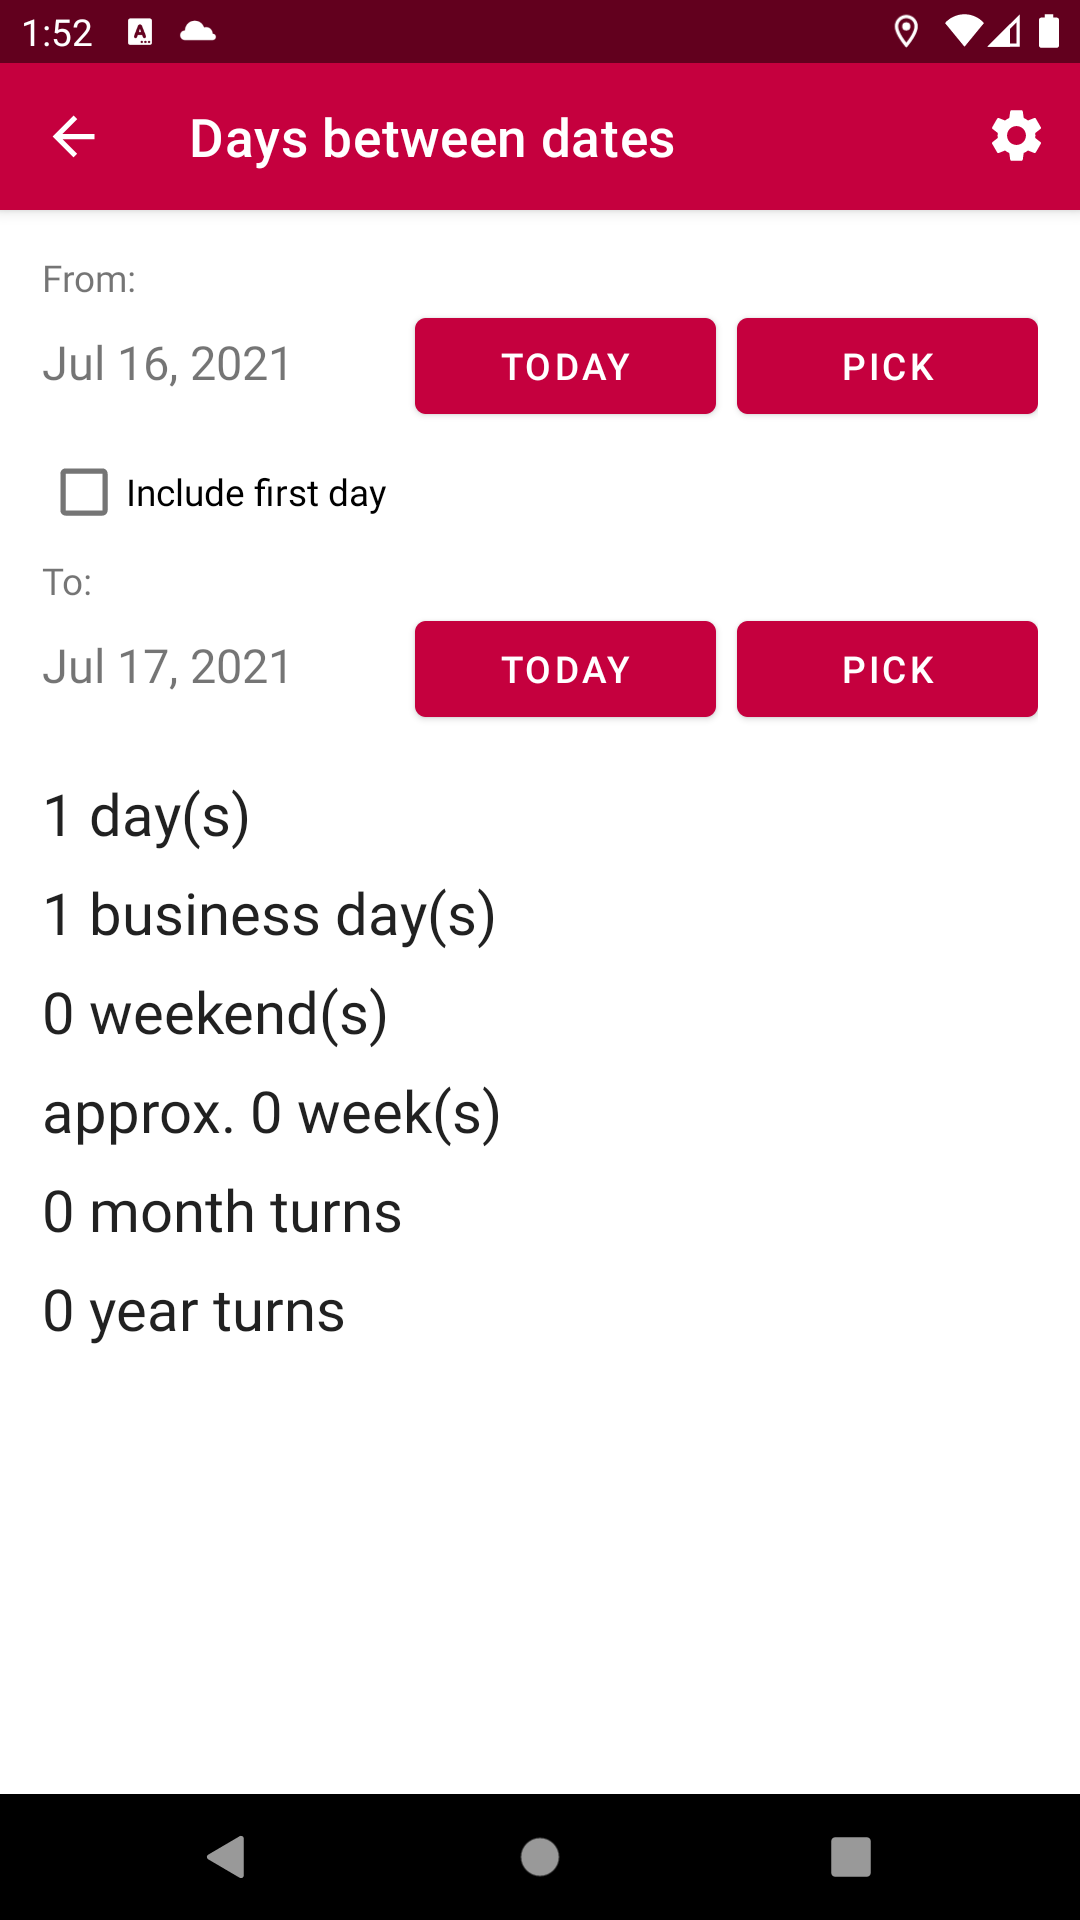 1:52
Days between dates
From:
Jul 16, 2021 TODAY PICK
Include first day
To:
Jul 17, 2021 TODAY PICK
1 day(s)
1 business day(s)
0 weekend(s)
approx. 0 week(s)
0 month turns
0 year turns